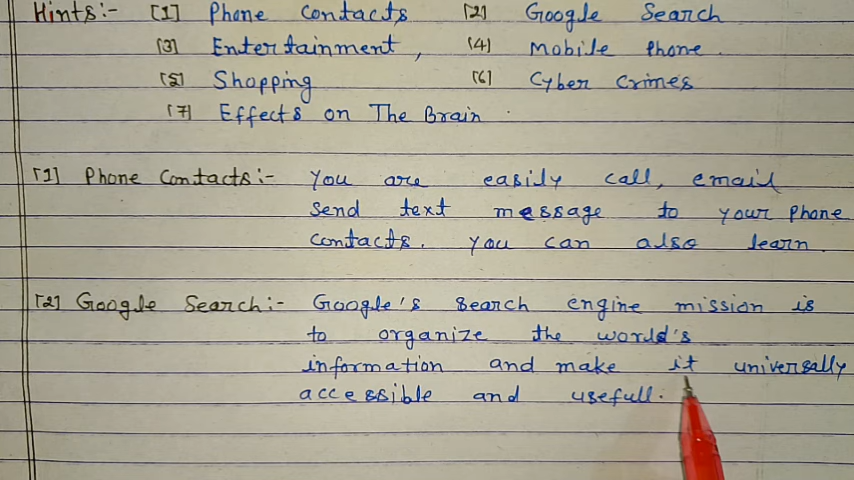 Hints:- [1] Phone Contacts [2] Google Search
[3] Entertainment, [4] Mobile Phone.
[5] Shopping [6] Cyber Crimes
[7] Effects on The Brain.
[1] Phone Contacts:- You are easily call, email
Send text message to your Phone
Contacts. You can also learn.
[2] Google Search:- Google's Search engine mission is
to organize the world's
information and make it universally
accessible and usefull.